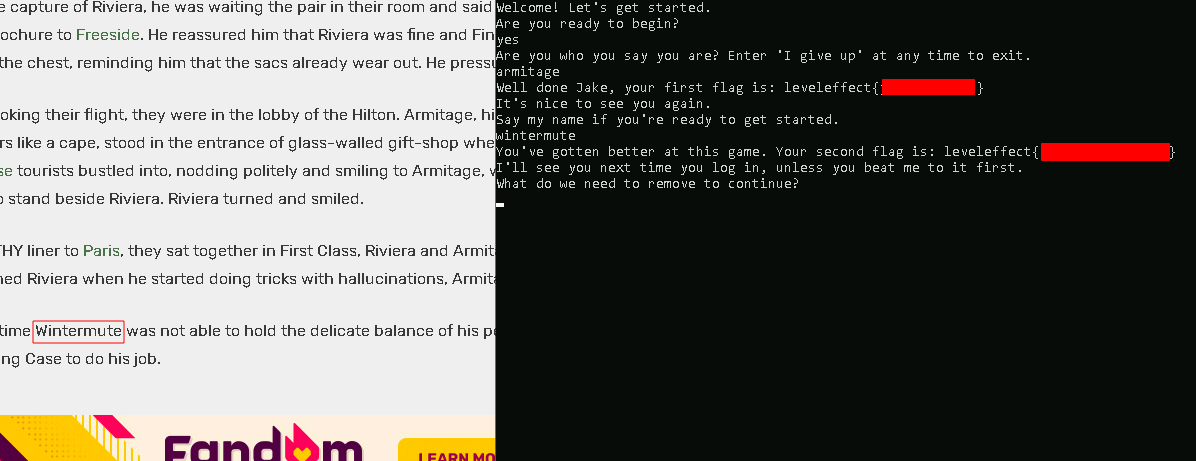 e capture of Riviera, he was waiting the pair in their room and said
ochure to Freeside. He reassured him that Riviera was fine and Fin
the chest, reminding him that the sacs already wear out. He pressu
oking their flight, they were in the lobby of the Hilton. Armitage, hi
rs like a cape, stood in the entrance of glass-walled gift-shop whe
se tourists bustled into, nodding politely and smiling to Armitage, w
o stand beside Riviera. Riviera turned and smiled.
THY liner to Paris, they sat together in First Class, Riviera and Armita
ned Riviera when he started doing tricks with hallucinations, Armita
time Wintermute was not able to hold the delicate balance of his pe
ng Case to do his job.
Fandom
LEARN MO
Welcome! Let's get started.
Are you ready to begin?
yes
Are you who you say you are? Enter 'I give up' at any time to exit.
armitage
Well done Jake, your first flag is: leveleffect{ }
It's nice to see you again.
Say my name if you're ready to get started.
wintermute
You've gotten better at this game. Your second flag is: leveleffect{ }
I'll see you next time you log in, unless you beat me to it first.
What do we need to remove to continue?